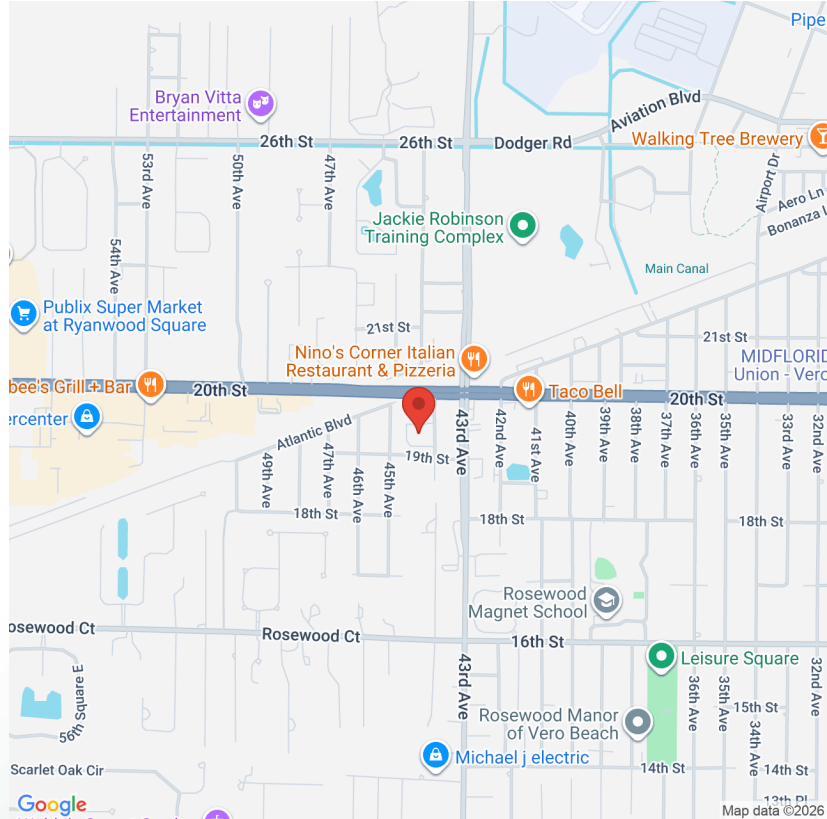 Pipe
Bryan Vitta
Entertainment
Aviation Blvd
26th St
26th St
Dodger Rd
Walking Tree Brewery
53rd Ave
50th Ave
47th Ave
Airport Dr
Aero Ln
Bonanza L
Jackie Robinson
Training Complex
54th Ave
Main Canal
Publix Super Market
at Ryanwood Square
21st St
21st St
Nino's Corner Italian
Restaurant & Pizzeria
MIDFLORID
Union - Vero
bee's Grill + Bar
20th St
Taco Bell
20th St
ercenter
Atlantic Blvd
43rd Ave
42nd Ave
41st Ave
40th Ave
39th Ave
38th Ave
37th Ave
36th Ave
35th Ave
33rd Ave
32nd Ave
19th St
49th Ave
47th Ave
46th Ave
45th Ave
18th St
18th St
18th St
Rosewood
Magnet School
osewood Ct
Rosewood Ct
16th St
Leisure Square
56th Square E
43rd Ave
36th Ave
35th Ave
34th Ave
32nd Ave
15th St
Rosewood Manor
of Vero Beach
Michael j electric
Scarlet Oak Cir
14th St
14th St
13th Pl
Google
Map data ©2026